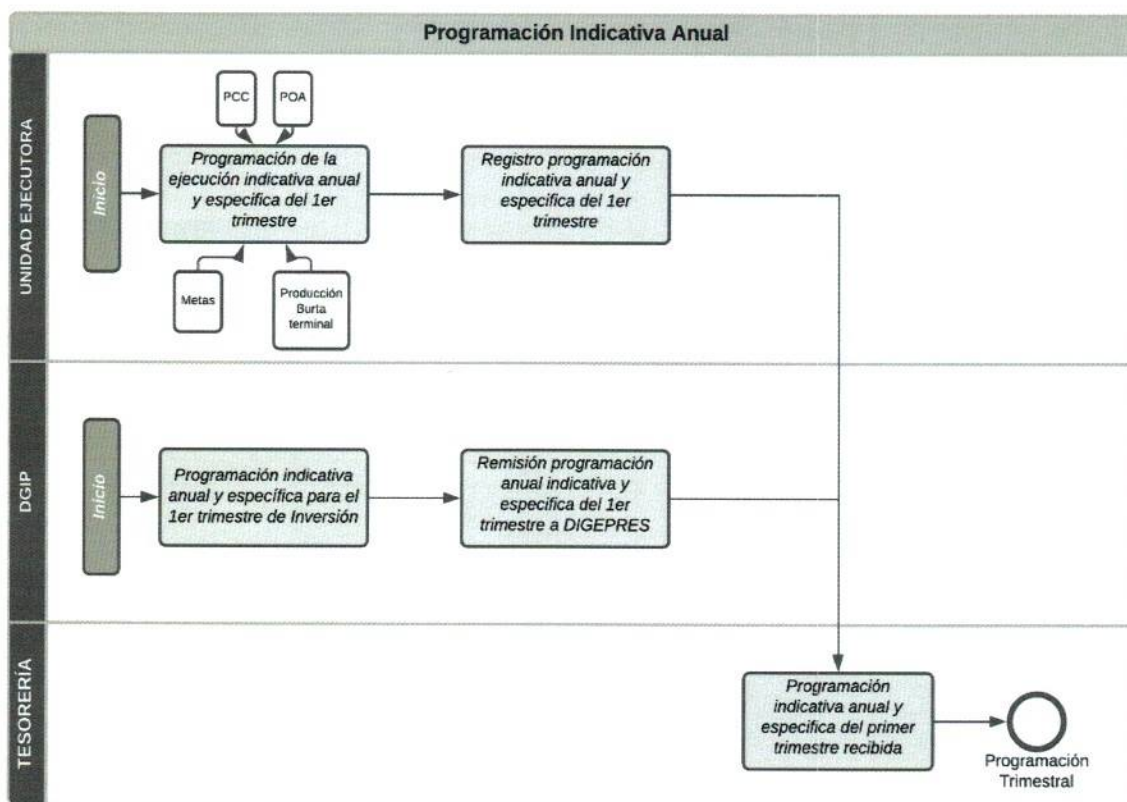 Programación Indicativa Anual
UNIDAD EJECUTORA
Inicio
PCC
POA
Programación de la
ejecución indicativa anual
y especifica del 1er
trimestre
Metas
Producción
Burta
terminal
Registro programación
indicativa anual y
especifica del 1er
trimestre
DGIP
Inicio
Programación indicativa
anual y específica para el
1er trimestre de Inversión
Remisión programación
anual indicativa y
especifica del 1er
trimestre a DIGEPRES
TESORERÍA
Programación
indicativa anual y
especifica del primer
trimestre recibida
Programación
Trimestral